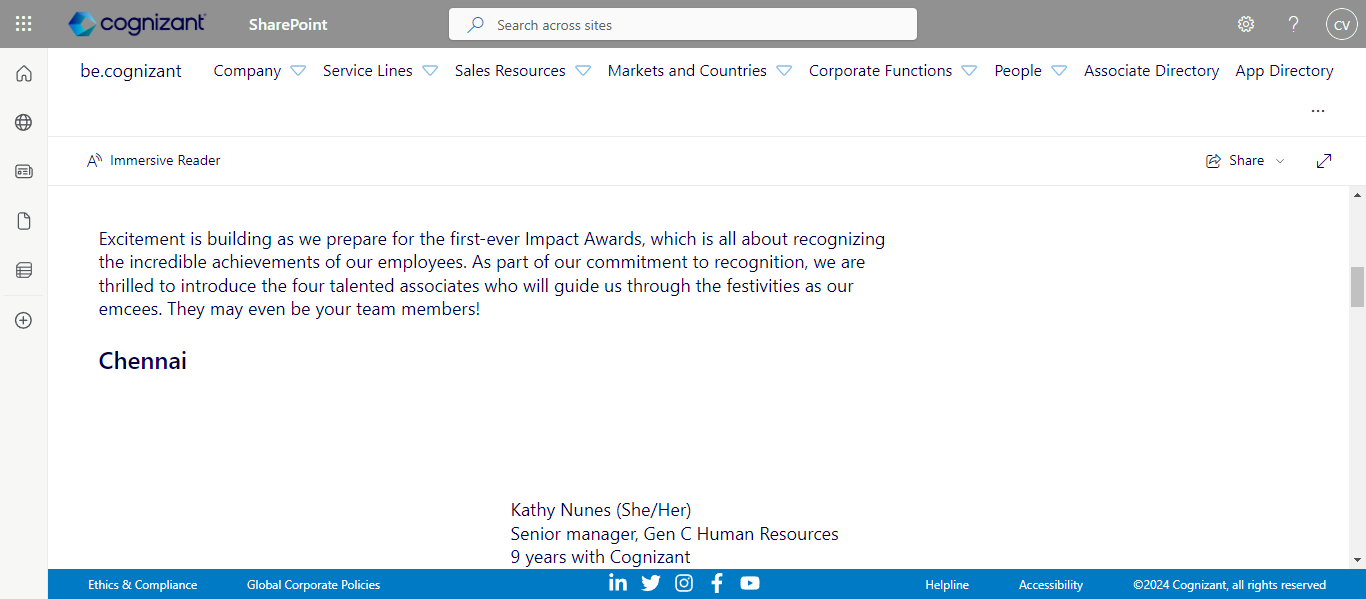 cognizant
SharePoint
Search across sites
?
CV
be.cognizant
Company
Service Lines
Sales Resources
Markets and Countries
Corporate Functions
People
Associate Directory
App Directory
...
Immersive Reader
Share
Excitement is building as we prepare for the first-ever Impact Awards, which is all about recognizing
the incredible achievements of our employees. As part of our commitment to recognition, we are
thrilled to introduce the four talented associates who will guide us through the festivities as our
emcees. They may even be your team members!
Chennai
Kathy Nunes (She/Her)
Senior manager, Gen C Human Resources
9 years with Cognizant
Ethics & Compliance
Global Corporate Policies
Helpline
Accessibility
©2024 Cognizant, all rights reserved